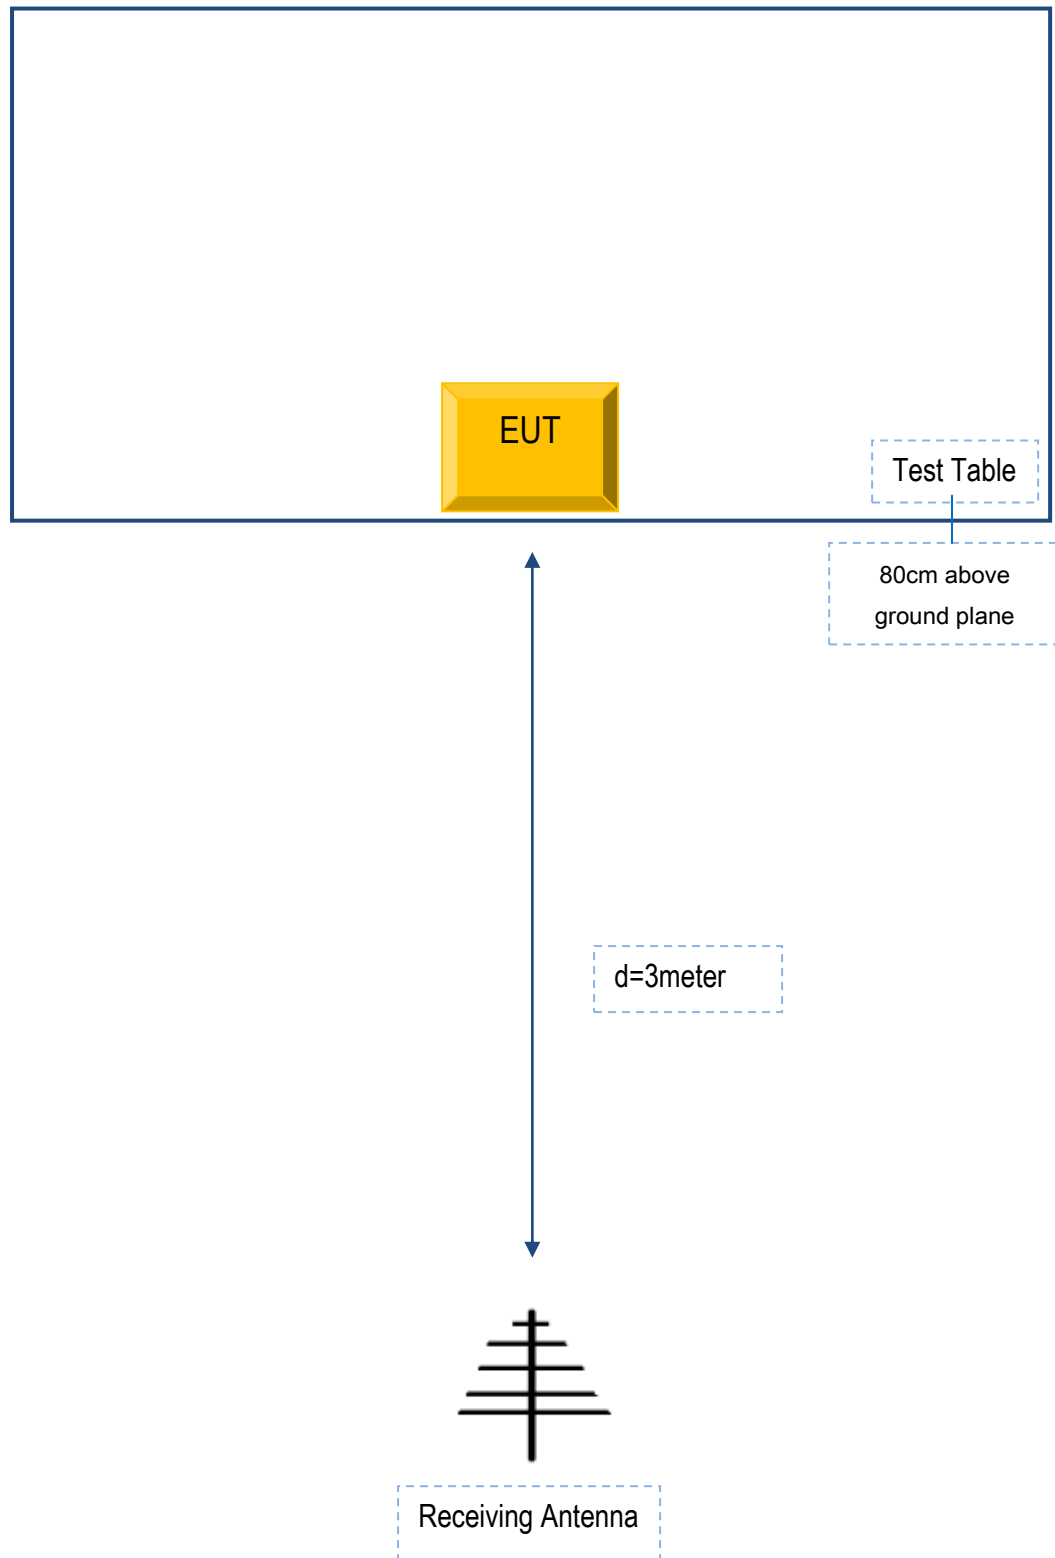 EUT
Test Table
80cm above
ground plane
d=3meter
Receiving Antenna